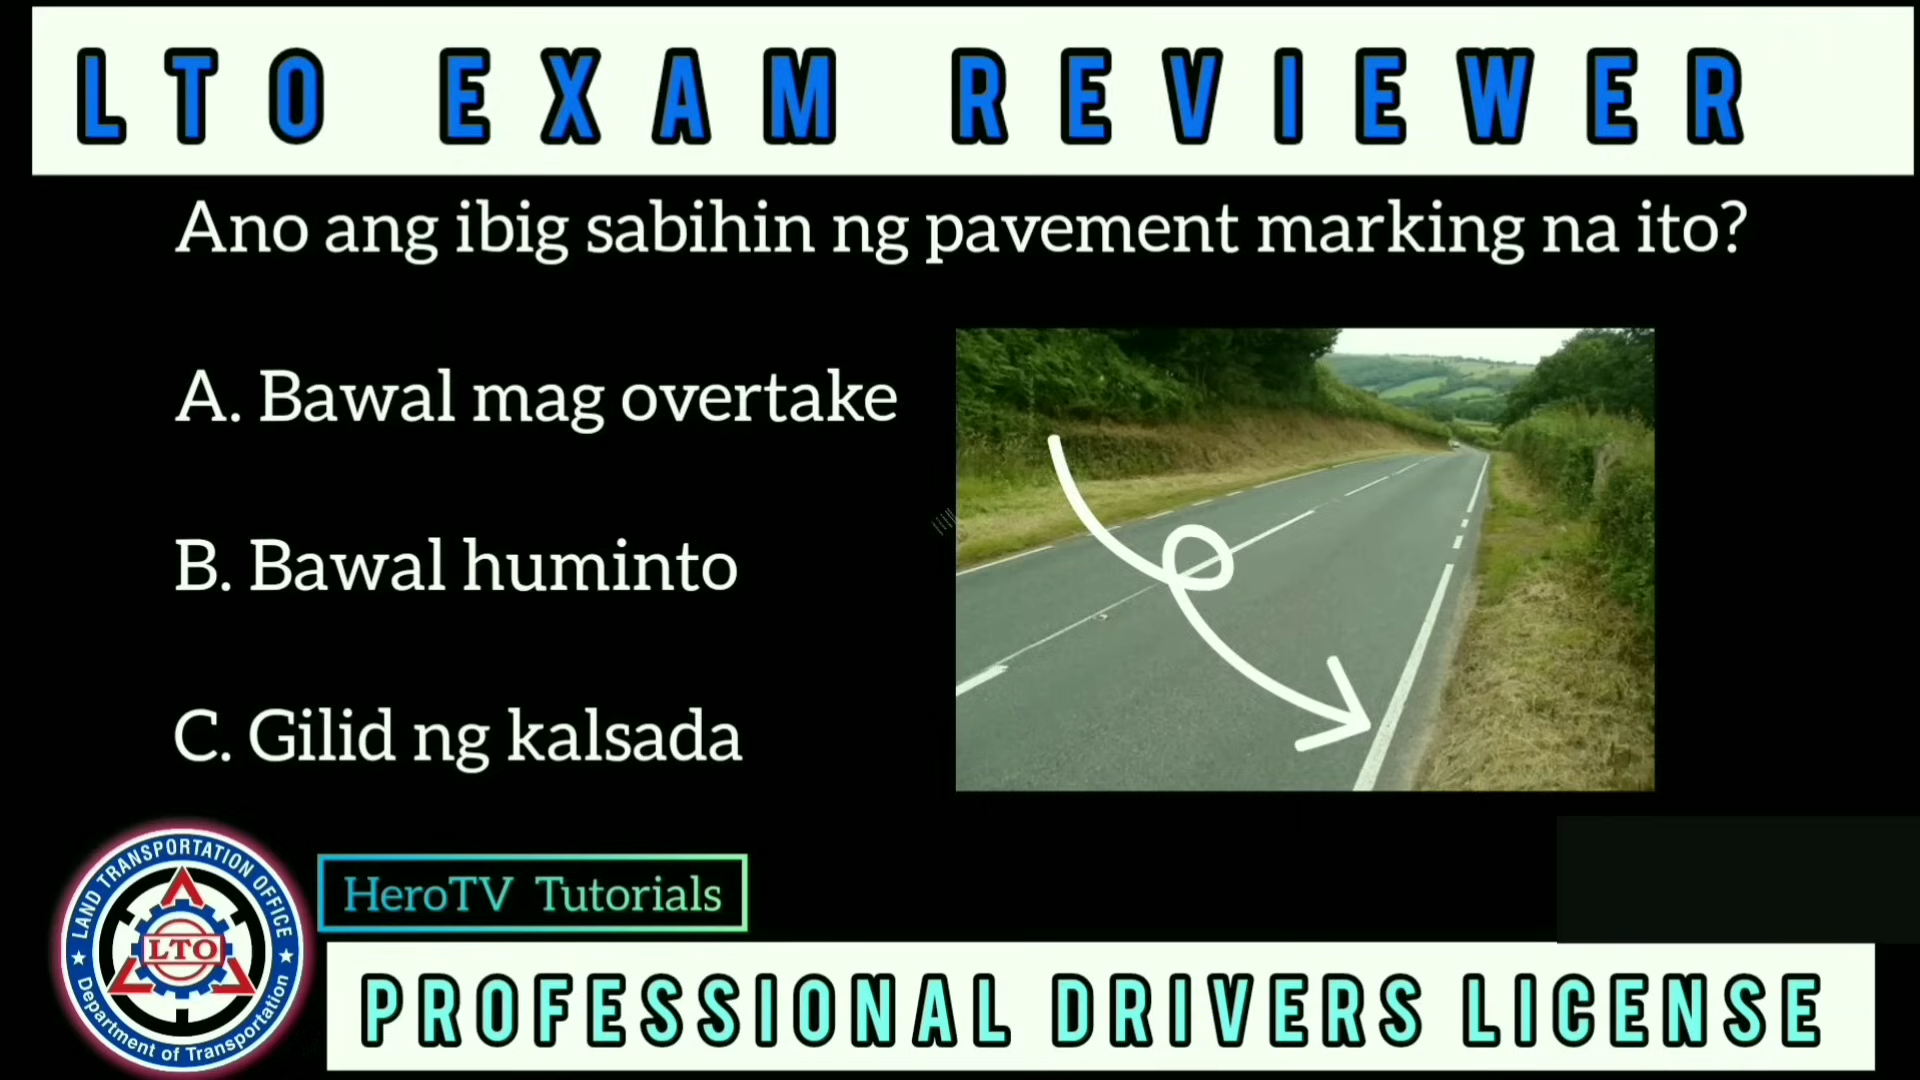 LTO EXAM REVIEWER
Ano ang ibig sabihin ng pavement marking na ito?
A. Bawal mag overtake
B. Bawal huminto
C. Gilid ng kalsada
LAND TRANSPORTATION OFFICE
LTO
Department of Transportation
HeroTV Tutorials
PROFESSIONAL DRIVERS LICENSE